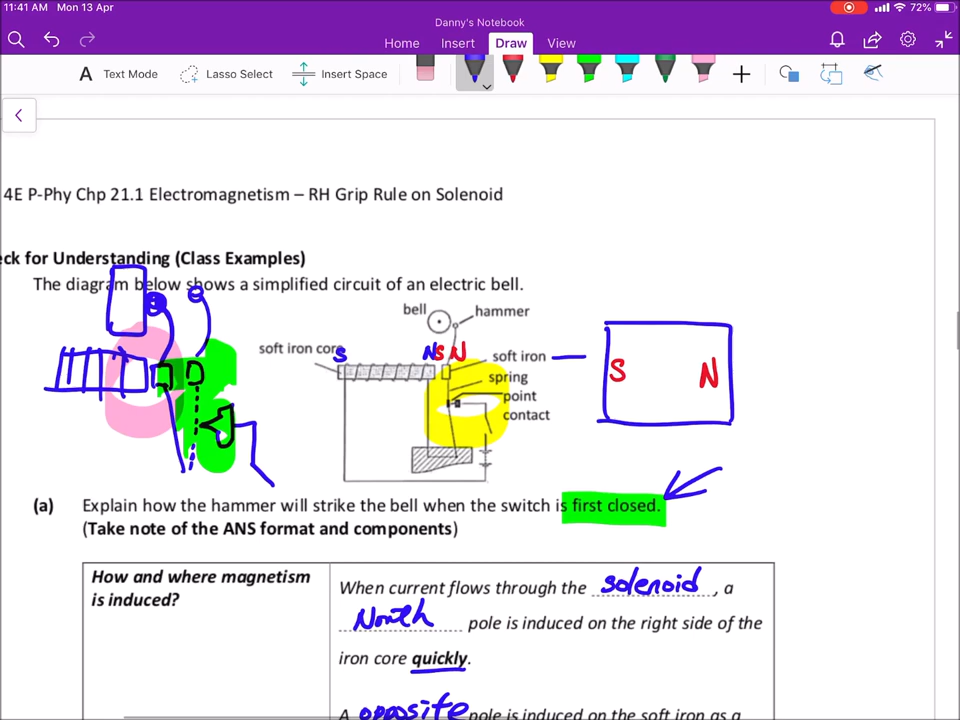 11:41 AM Mon 13 Apr
72%
Danny's Notebook
Home Insert Draw View
A Text Mode Lasso Select Insert Space
4E P-Phy Chp 21.1 Electromagnetism – RH Grip Rule on Solenoid
eck for Understanding (Class Examples)
The diagram below shows a simplified circuit of an electric bell.
bell
hammer
soft iron core
S
N S N
soft iron
spring
point
contact
S N
(a) Explain how the hammer will strike the bell when the switch is first closed.
(Take note of the ANS format and components)
How and where magnetism
is induced?
When current flows through the solenoid, a
North pole is induced on the right side of the
iron core quickly.
A opposite pole is induced on the soft iron as a